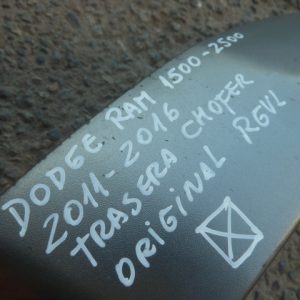 DODGE RAM 1500-2500
2011-2016
TRASERA CHOFER
ORIGINAL RGVL